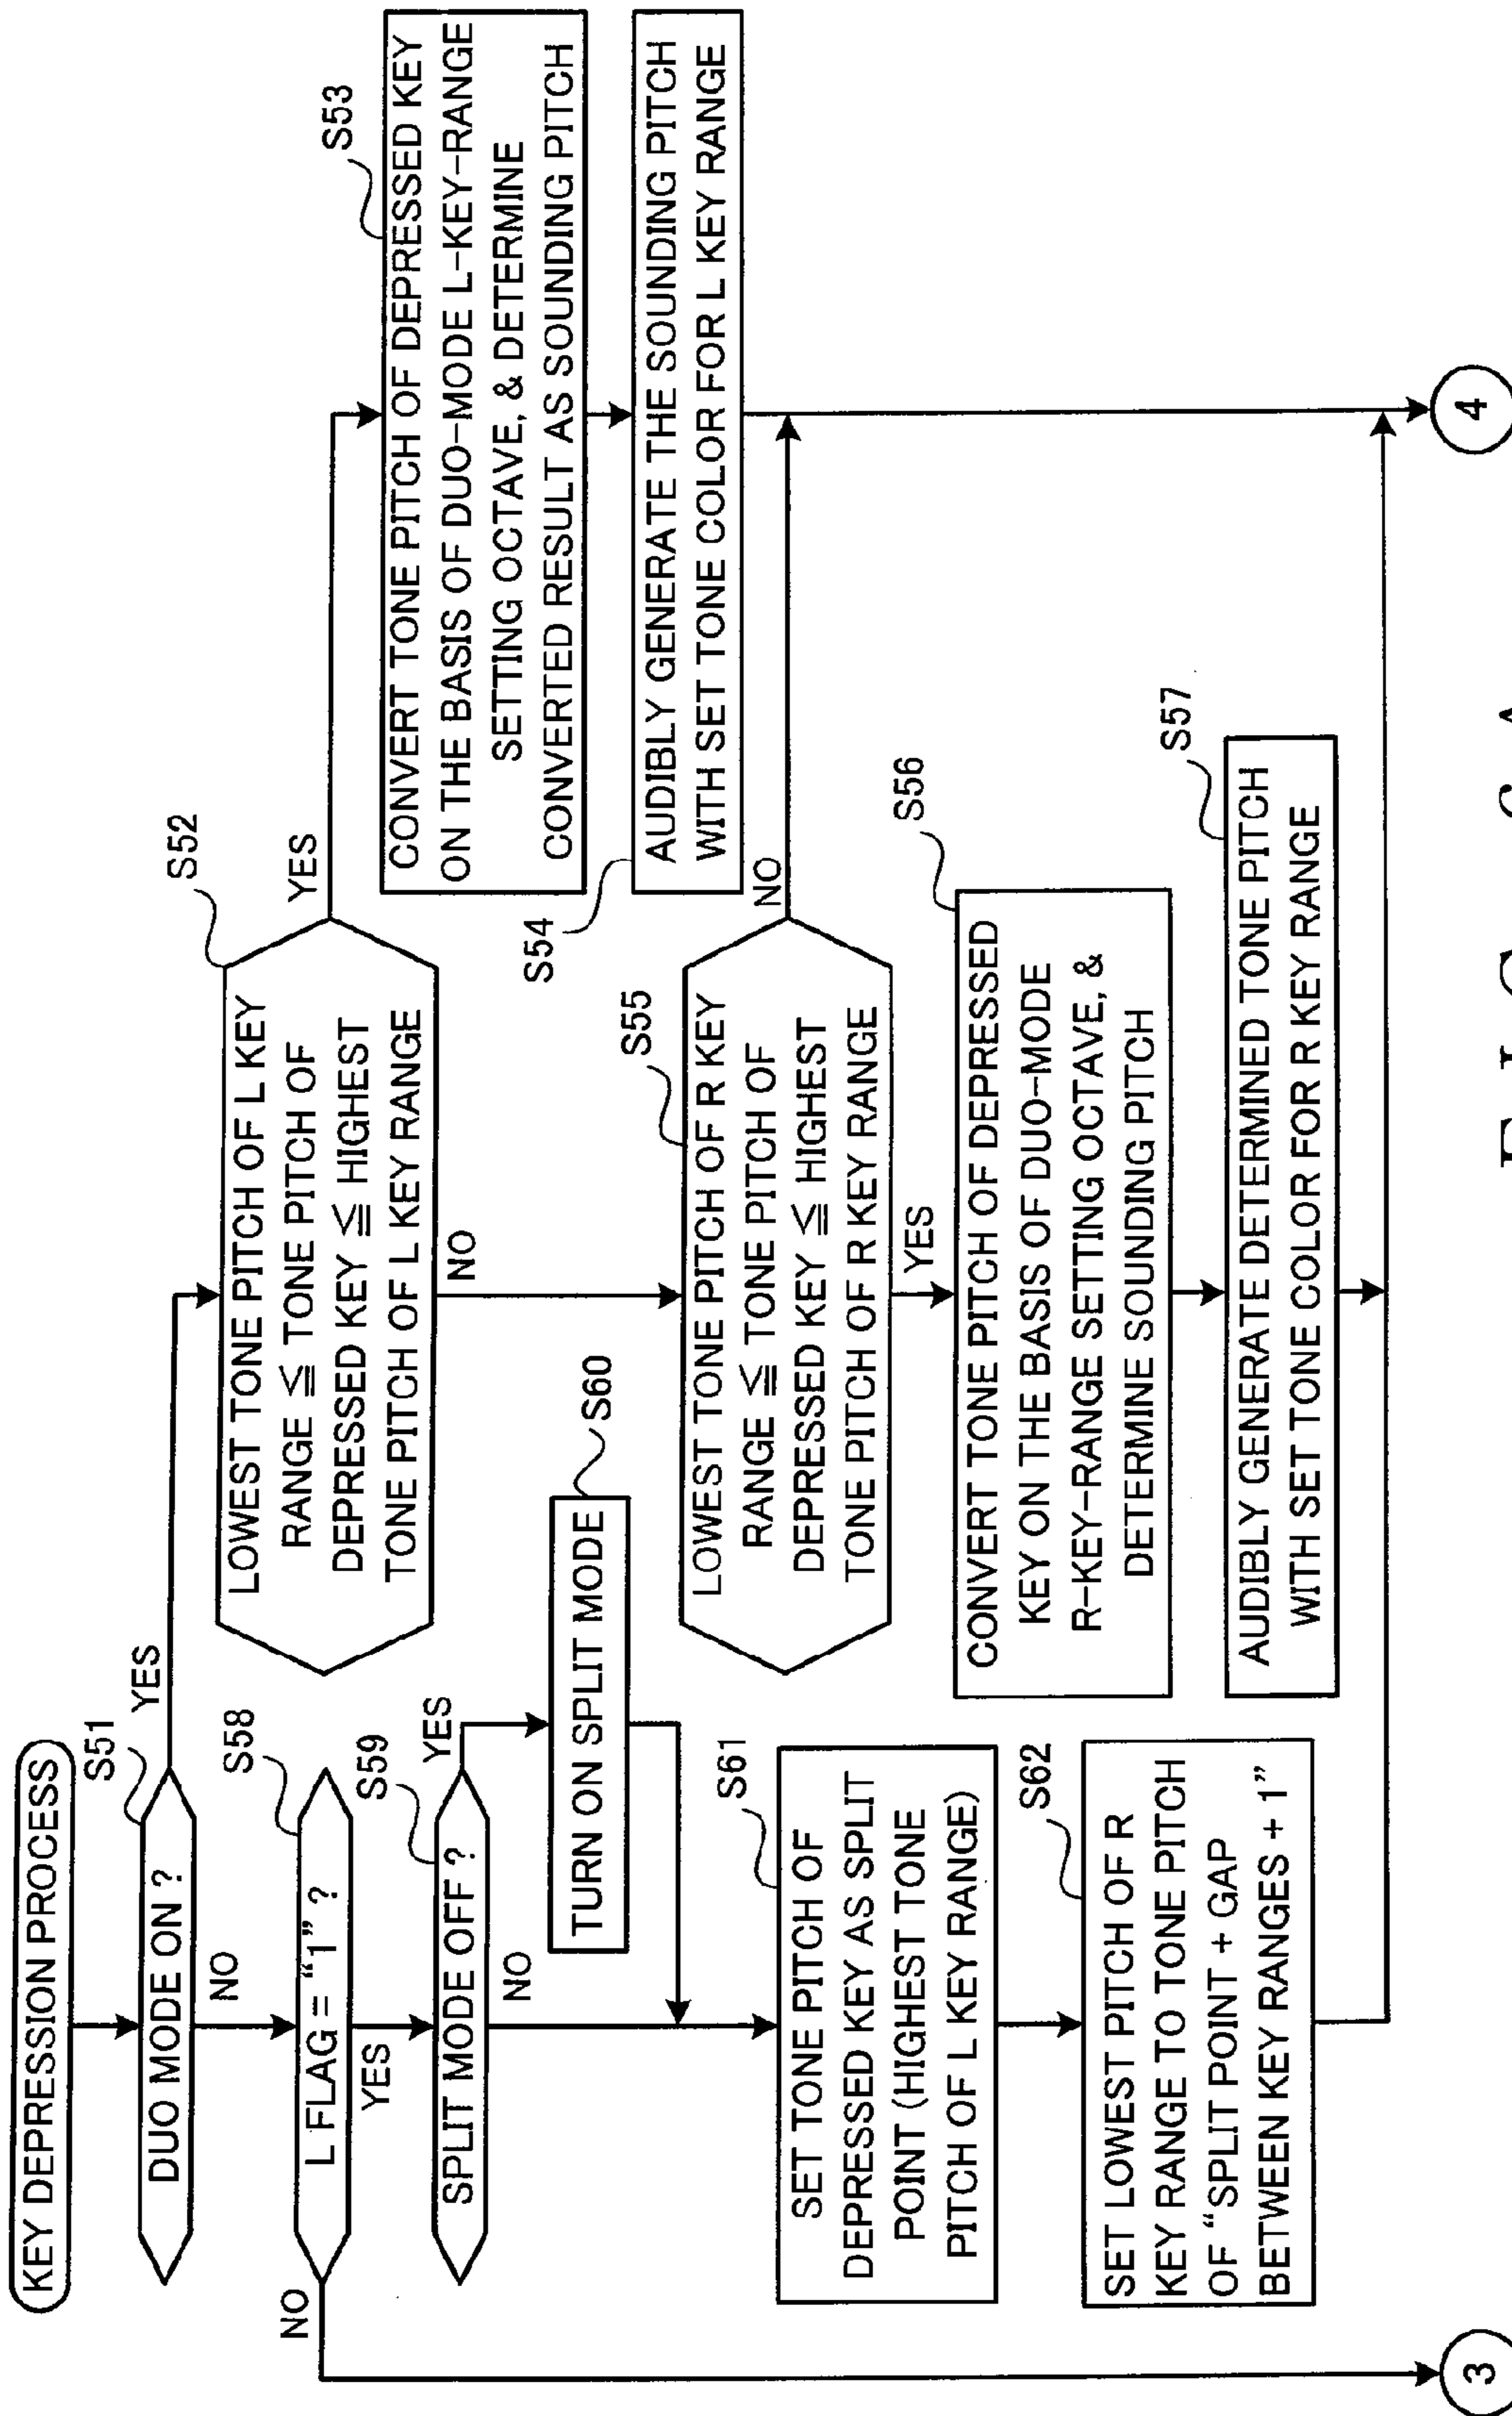 KEY DEPRESSION PROCESS
S51
DUO MODE ON ?
YES
NO
S52
LOWEST TONE PITCH OF L KEY
RANGE ≦ TONE PITCH OF
DEPRESSED KEY ≦ HIGHEST
TONE PITCH OF L KEY RANGE
YES
NO
S53
CONVERT TONE PITCH OF DEPRESSED KEY
ON THE BASIS OF DUO-MODE L-KEY-RANGE
SETTING OCTAVE, & DETERMINE
CONVERTED RESULT AS SOUNDING PITCH
S54
AUDIBLY GENERATE THE SOUNDING PITCH
WITH SET TONE COLOR FOR L KEY RANGE
S55
LOWEST TONE PITCH OF R KEY
RANGE ≦ TONE PITCH OF
DEPRESSED KEY ≦ HIGHEST
TONE PITCH OF R KEY RANGE
NO
YES
S56
CONVERT TONE PITCH OF DEPRESSED
KEY ON THE BASIS OF DUO-MODE
R-KEY-RANGE SETTING OCTAVE, &
DETERMINE SOUNDING PITCH
S57
AUDIBLY GENERATE DETERMINED TONE PITCH
WITH SET TONE COLOR FOR R KEY RANGE
S58
L FLAG = “1” ?
NO
YES
S59
SPLIT MODE OFF ?
YES
NO
S60
TURN ON SPLIT MODE
S61
SET TONE PITCH OF
DEPRESSED KEY AS SPLIT
POINT (HIGHEST TONE
PITCH OF L KEY RANGE)
S62
SET LOWEST PITCH OF R
KEY RANGE TO TONE PITCH
OF “SPLIT POINT + GAP
BETWEEN KEY RANGES + 1”
3
4